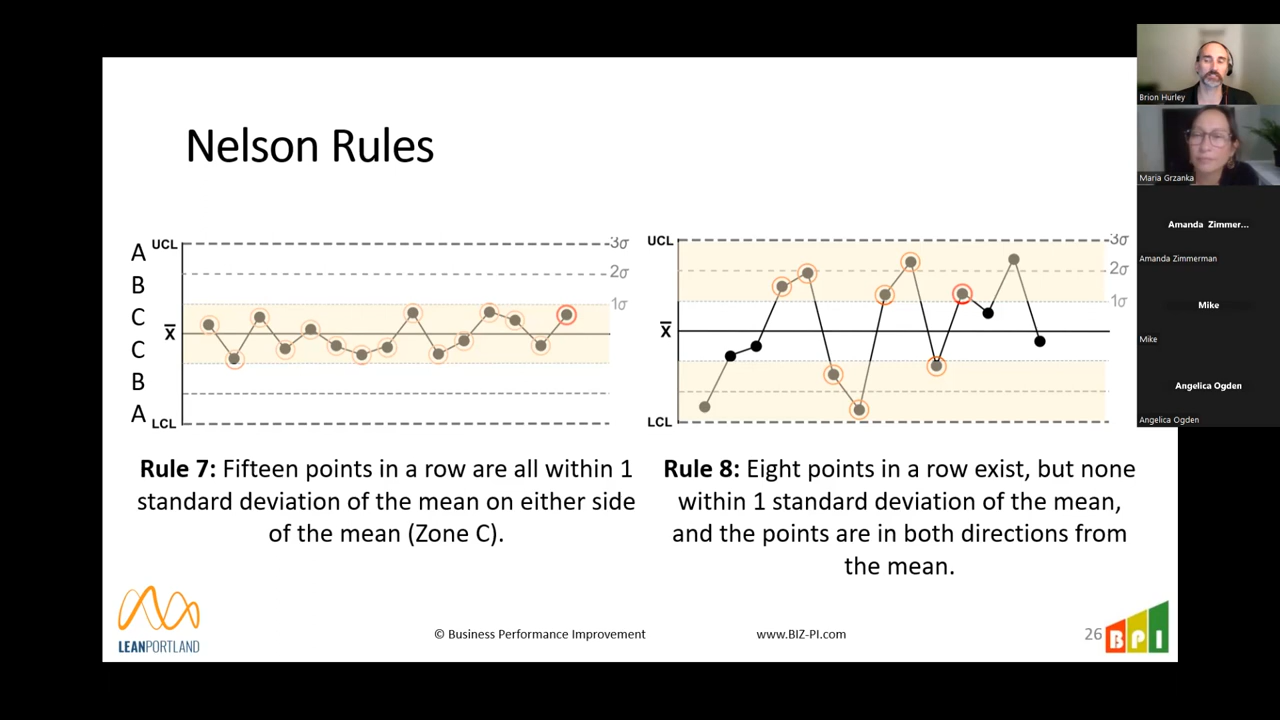 Nelson Rules
A
B
C
C
B
A
UCL
X̅
LCL
3σ
2σ
1σ
UCL
X̅
LCL
3σ
2σ
1σ
Rule 7: Fifteen points in a row are all within 1
standard deviation of the mean on either side
of the mean (Zone C).
Rule 8: Eight points in a row exist, but none
within 1 standard deviation of the mean,
and the points are in both directions from
the mean.
LEANPORTLAND
© Business Performance Improvement
www.BIZ-PI.com
26
BPI
Brion Hurley
Maria Grzanka
Amanda Zimmer...
Amanda Zimmerman
Mike
Mike
Angelica Ogden
Angelica Ogden